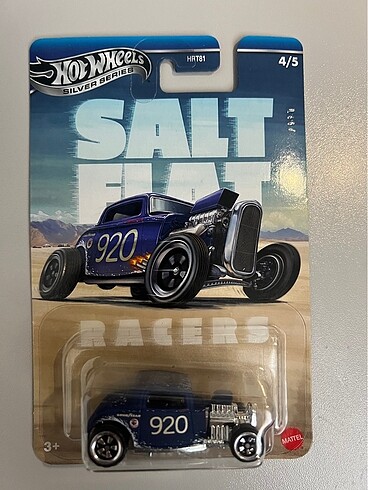 HOT WHEELS
SILVER SERIES
HRT81
4/5
SALT
FLAT
920
RACERS
GOODYEAR
920
3+
MATTEL